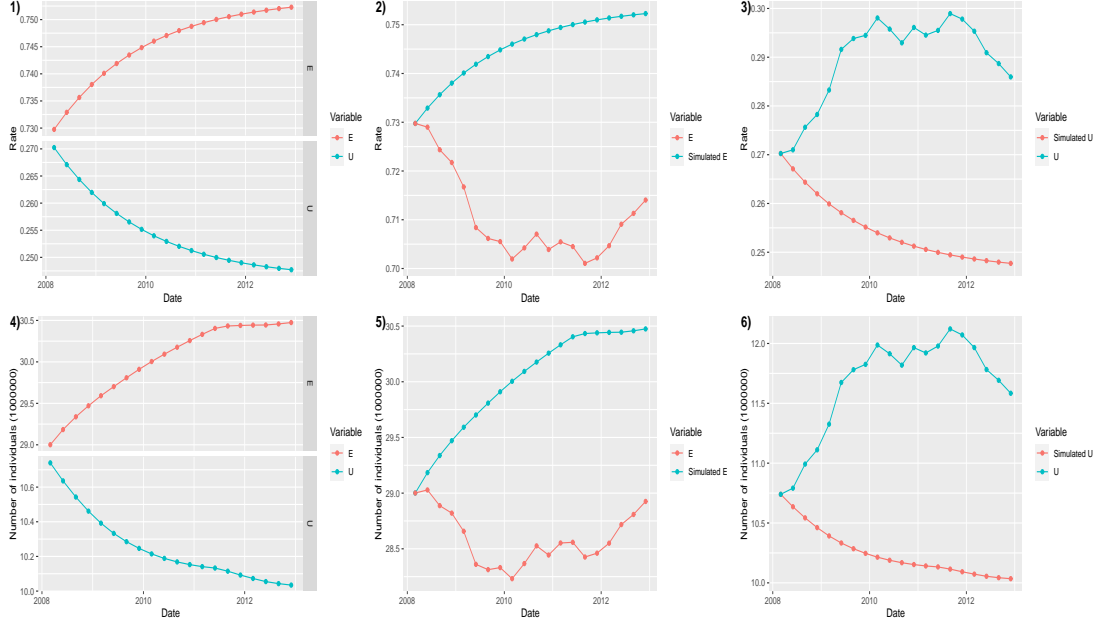 1)
0.750
0.745
0.740
0.735
0.730
0.270
0.265
0.260
0.255
0.250
Rate
E
U
2008
2010
2012
Date
Variable
E
U
2)
0.75
0.74
0.73
0.72
0.71
0.70
Rate
2008
2010
2012
Date
Variable
E
Simulated E
3)
0.30
0.29
0.28
0.27
0.26
0.25
Rate
2008
2010
2012
Date
Variable
Simulated U
U
4)
30.5
30.0
29.5
29.0
10.6
10.4
10.2
10.0
Number of individuals (1000000)
E
U
2008
2010
2012
Date
Variable
E
U
5)
30.5
30.0
29.5
29.0
28.5
Number of individuals (1000000)
2008
2010
2012
Date
Variable
E
Simulated E
6)
12.0
11.5
11.0
10.5
10.0
Number of individuals (1000000)
2008
2010
2012
Date
Variable
Simulated U
U